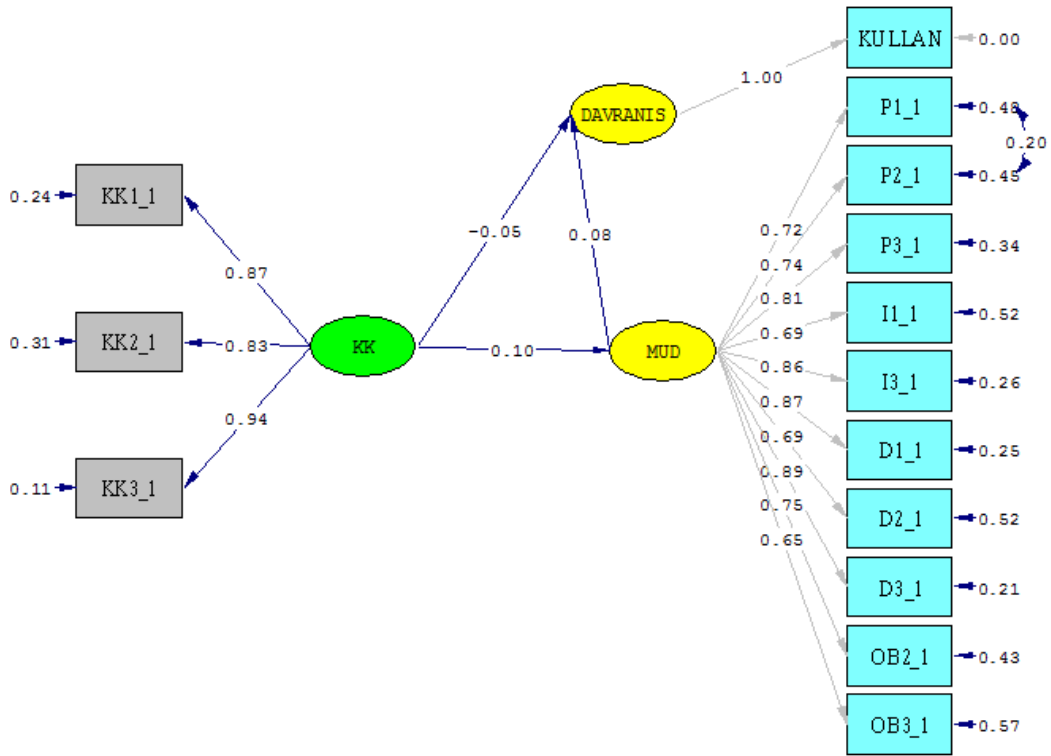 KULLAN
0.00
1.00
DAVRANIS
P1_1
0.48
0.20
P2_1
0.45
KK1_1
0.24
0.87
-0.05
0.08
0.72
0.74
0.81
0.69
0.86
0.87
0.69
0.89
0.75
0.65
P3_1
0.34
I1_1
0.52
KK2_1
0.31
0.83
KK
0.10
MUD
I3_1
0.26
0.94
D1_1
0.25
KK3_1
0.11
D2_1
0.52
D3_1
0.21
OB2_1
0.43
OB3_1
0.57